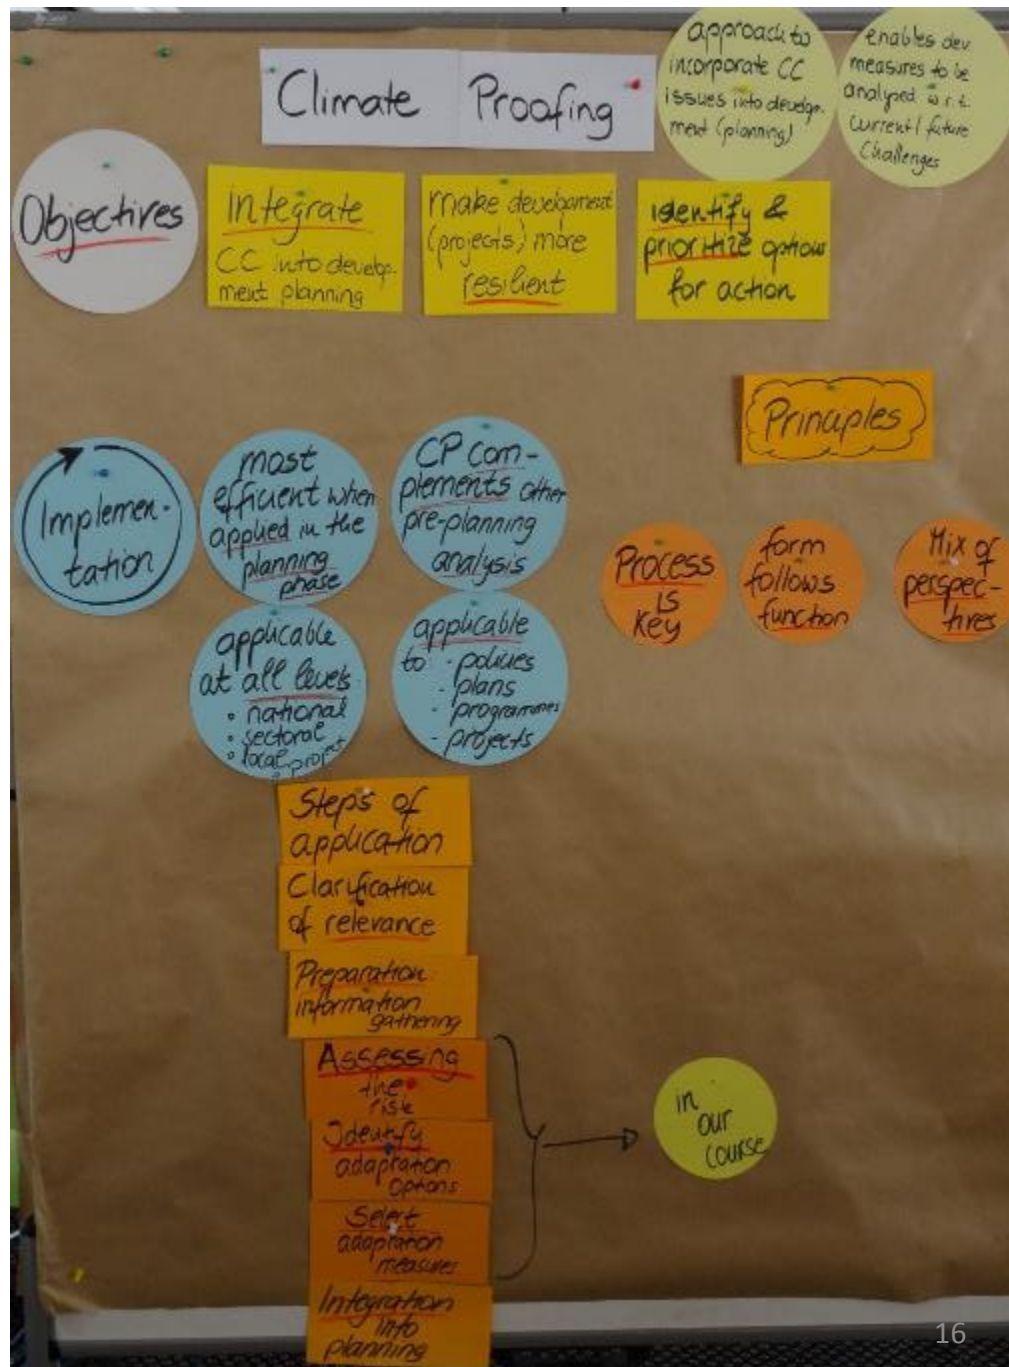 Climate Proofing
approach to
incorporate CC
issues into develop-
ment (planning)
enables dev
measures to be
analysed w.r.t.
current/future
Challenges
Objectives
Integrate
CC into develop-
ment planning
make development
(projects) more
resilient
identify &
prioritize options
for action
Principles
Implemen-
tation
most
efficient when
applied in the
planning
phase
CP com-
plements other
pre-planning
analysis
Process
is
key
form
follows
function
Mix of
perspec-
tives
applicable
at all levels
national
sectoral
local project
applicable
to: - policies
- plans
- programmes
- projects
Steps of
application
Clarification
of relevance
Preparation
information
gathering
Assessing
the
risk
Identify
adaptation
options
Select
adaptation
measures
Integration
into
planning
in
our
course
16